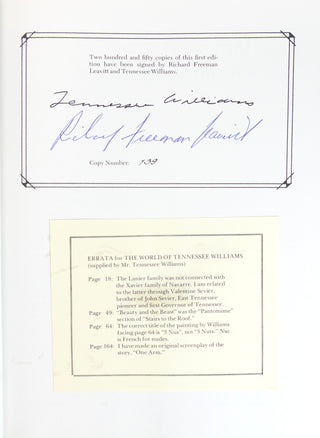 Two hundred and fifty copies of this first edi-
tion have been signed by Richard Freeman
Leavitt and Tennessee Williams.
Tennessee Williams
Richard Freeman Leavitt
Copy Number:
ERRATA for THE WORLD OF TENNESSEE WILLIAMS
(supplied by Mr. Tennessee Williams)
Page 18: The Lanier family was not connected with
the Xavier family of Navarre. I am related
to the latter through Valentine Sevier,
brother of John Sevier, East Tennessee
pioneer and first Governor of Tennessee.
Page 49: "Beauty and the Beast" was the "Pantomime"
section of "Stairs to the Roof."
Page 64: The correct title of the painting by Williams
facing page 64 is "5 Nus", not "5 Nuts." Nus
is French for nudes.
Page 164: I have made an original screenplay of the
story, "One Arm."